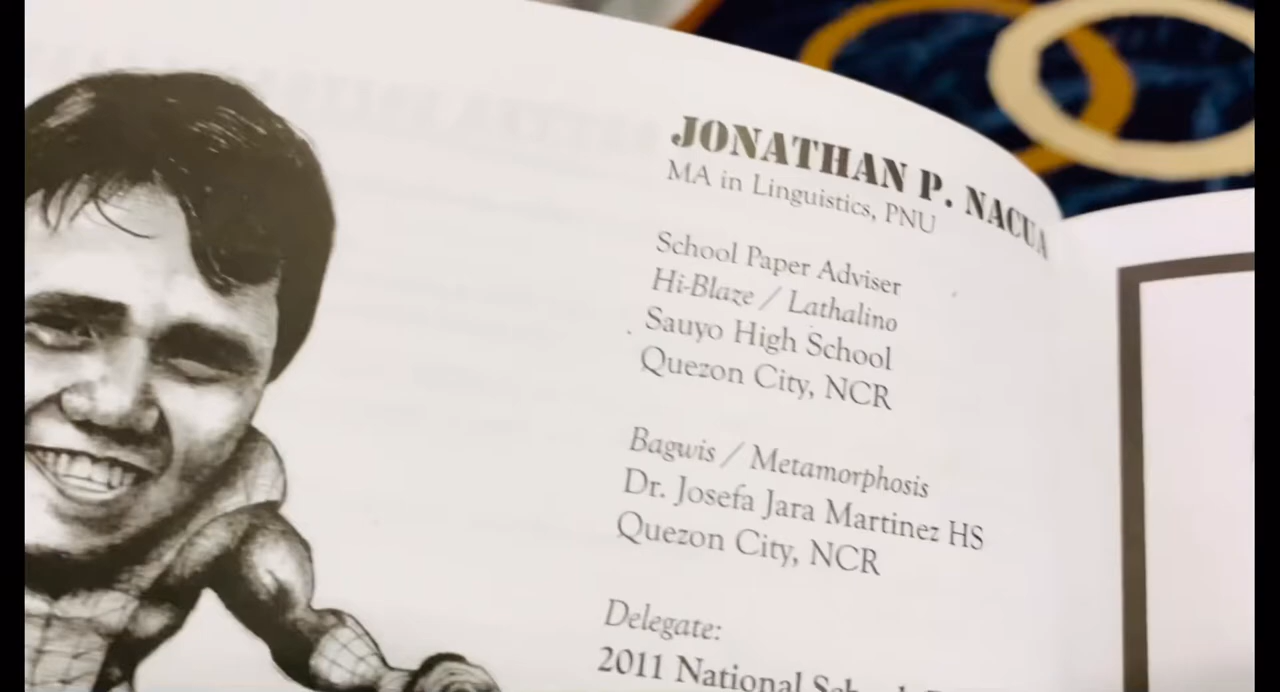 JONATHAN P. NACUA
MA in Linguistics, PNU
School Paper Adviser
Hi-Blaze / Lathalino
Sauyo High School
Quezon City, NCR
Bagwis / Metamorphosis
Dr. Josefa Jara Martinez HS
Quezon City, NCR
Delegate:
2011 National